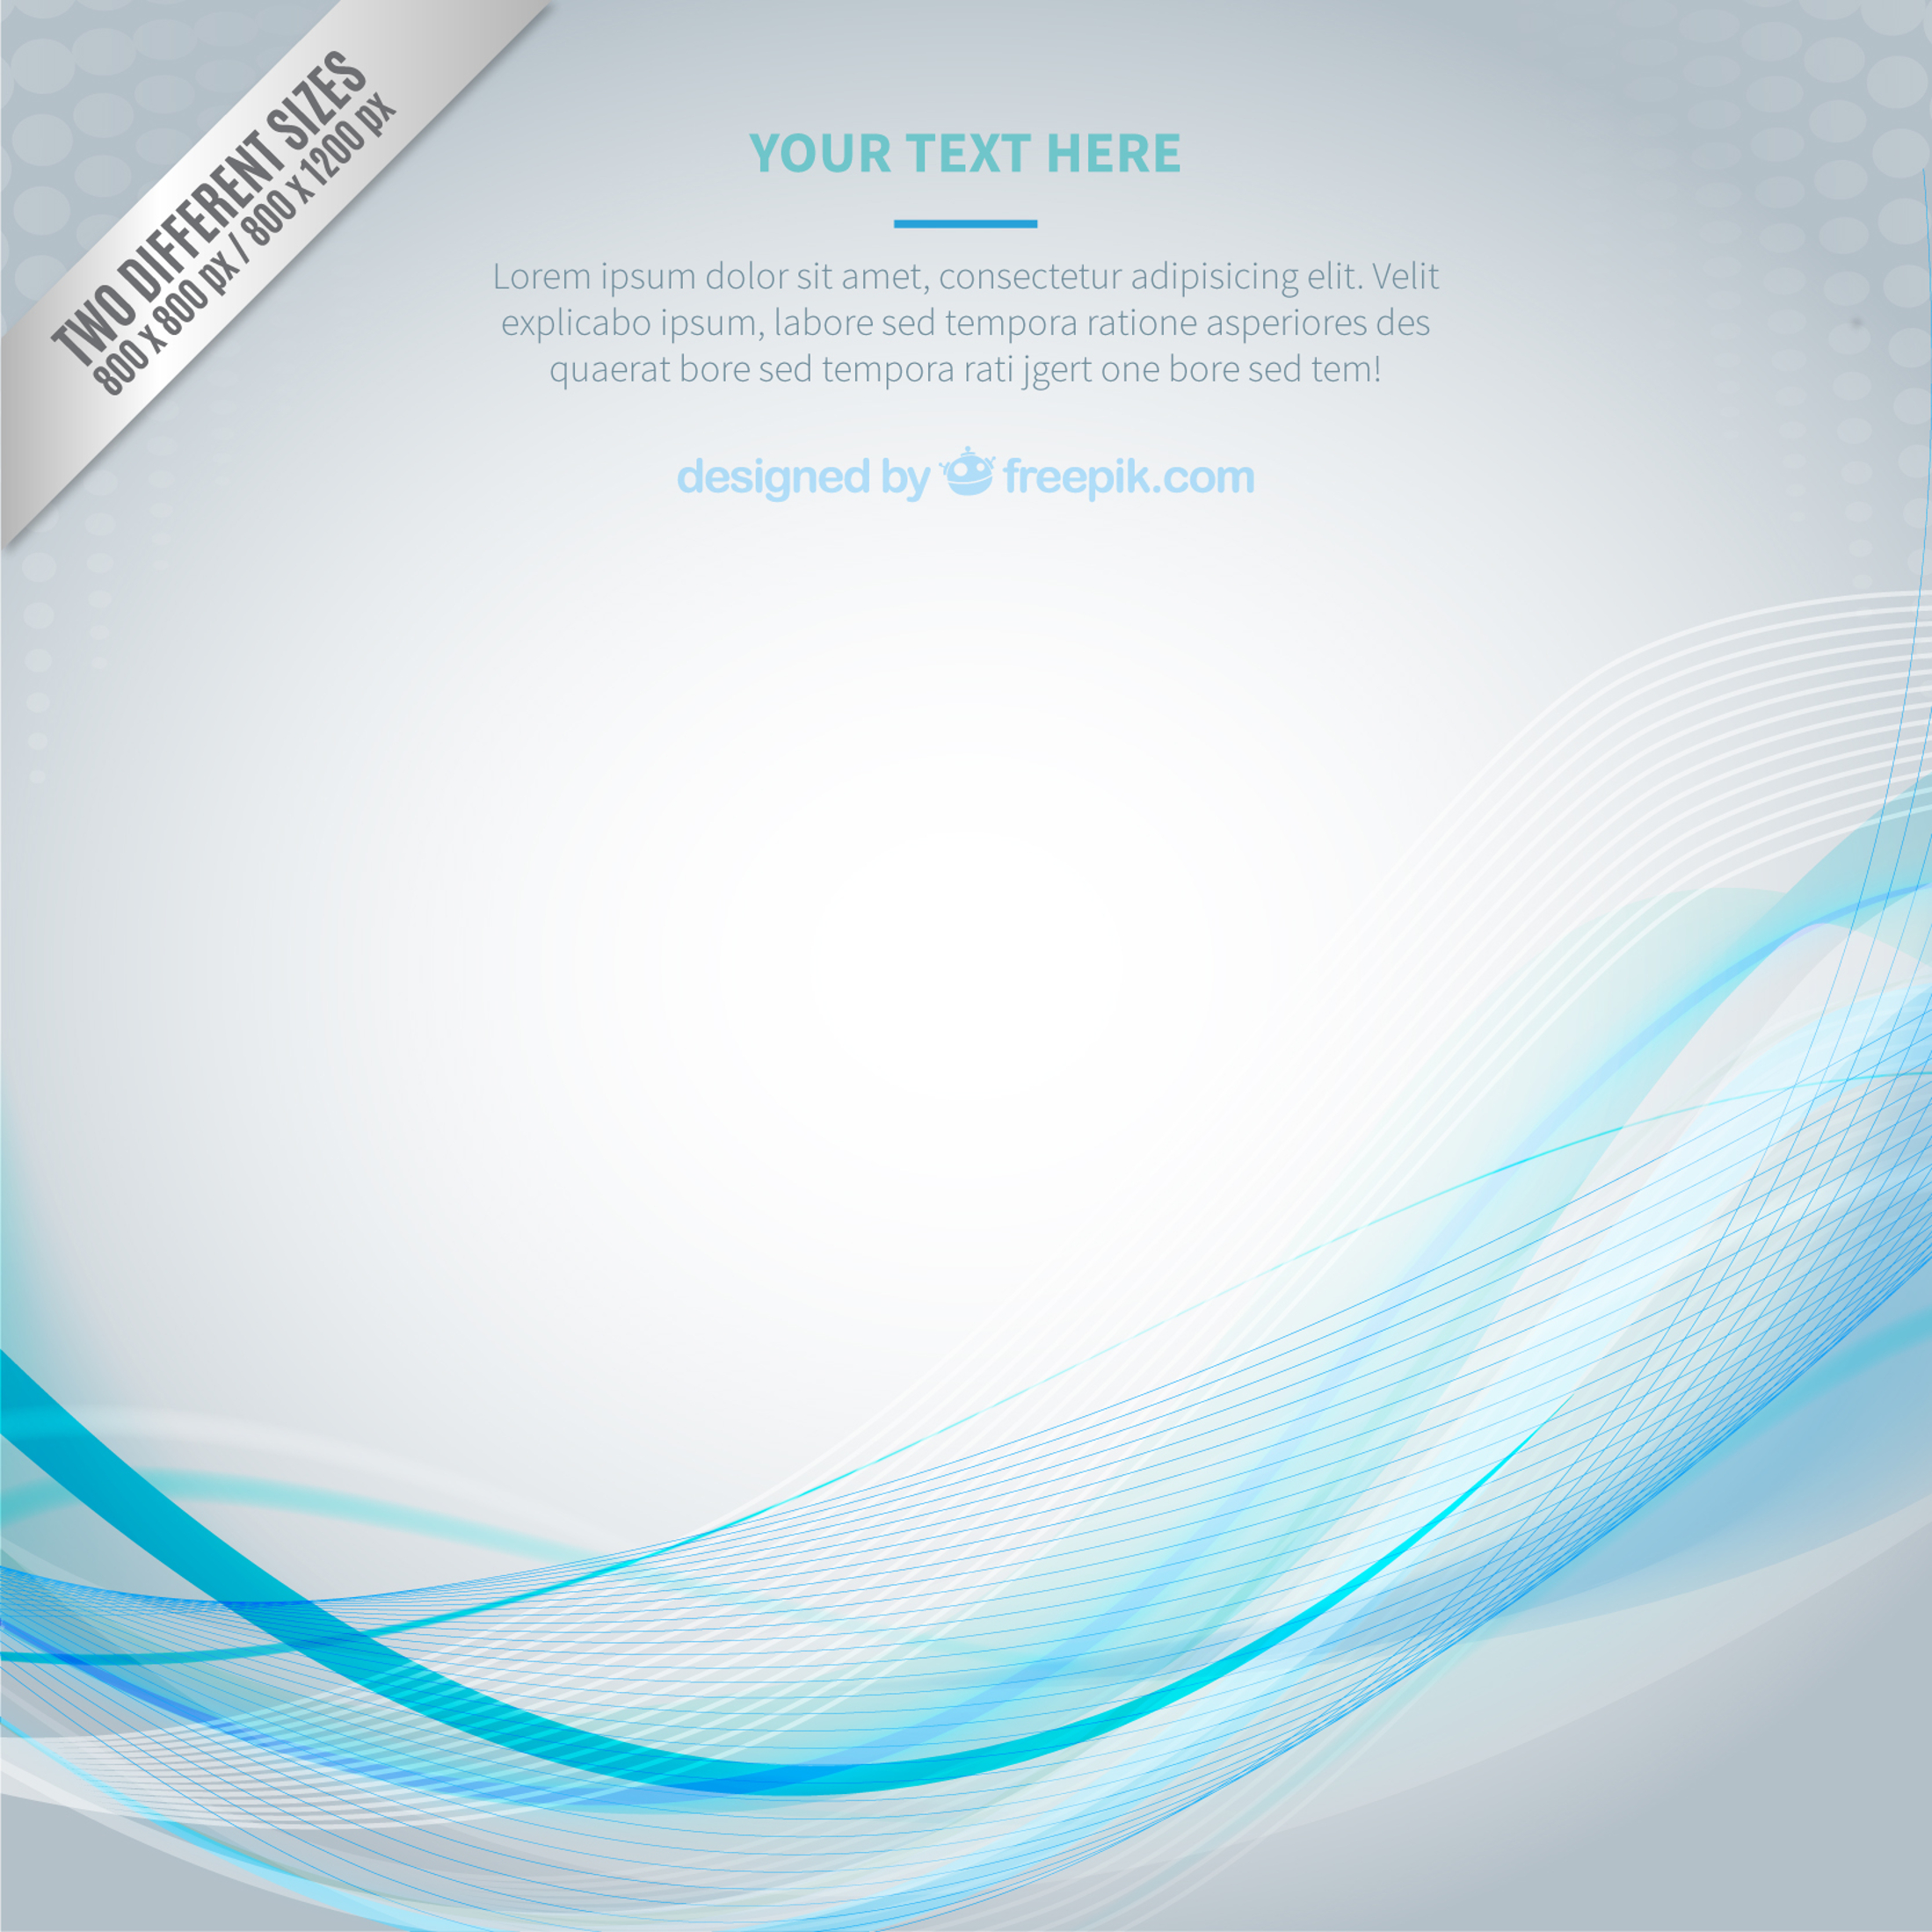 TWO DIFFERENT SIZES
800 x 800 px / 800 x 1200 px
YOUR TEXT HERE
Lorem ipsum dolor sit amet, consectetur adipisicing elit. Velit
explicabo ipsum, labore sed tempora ratione asperiores des
quaerat bore sed tempora rati jgert one bore sed tem!
designed by freepik.com